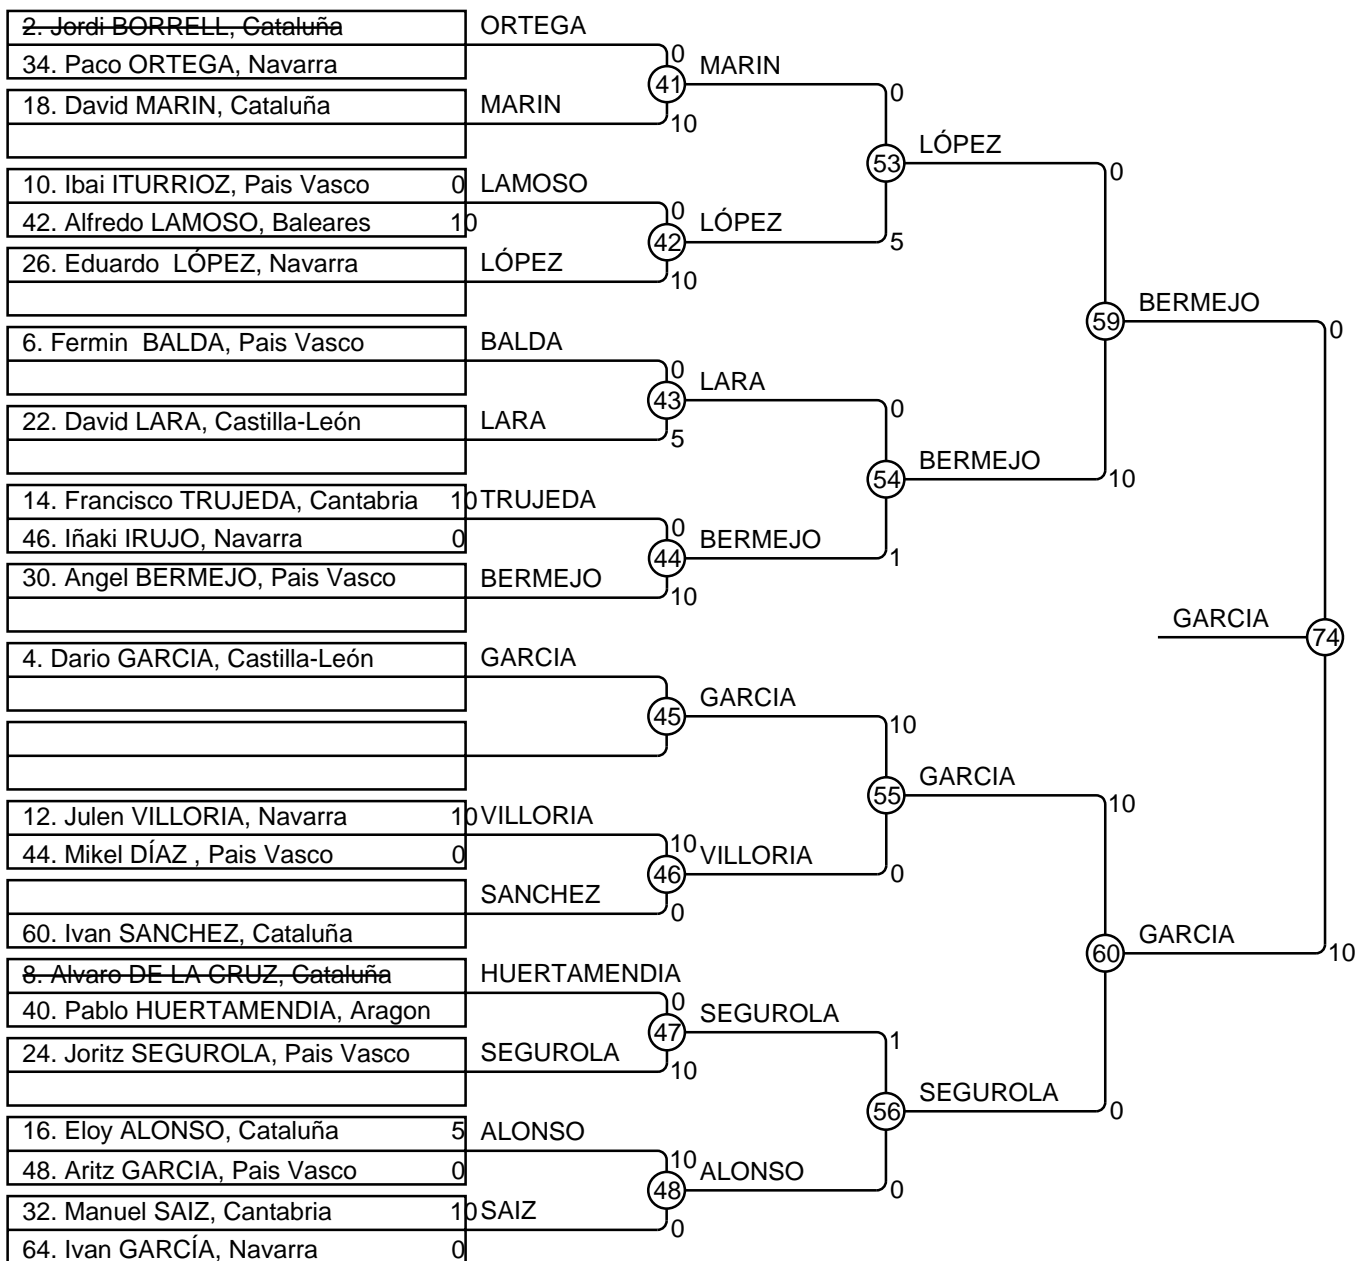 2. Jordi BORRELL, Cataluña ORTEGA
0
34. Paco ORTEGA, Navarra MARIN
41
18. David MARIN, Cataluña MARIN 0
10
LÓPEZ
53
10. Ibai ITURRIOZ, Pais Vasco 0 LAMOSO 0
0
42. Alfredo LAMOSO, Baleares 10 LÓPEZ
42 5
26. Eduardo LÓPEZ, Navarra LÓPEZ
10
BERMEJO
59 0
6. Fermin BALDA, Pais Vasco BALDA
0
LARA
43 0
22. David LARA, Castilla-León LARA
5
BERMEJO
54 10
14. Francisco TRUJEDA, Cantabria 10 TRUJEDA
0
46. Iñaki IRUJO, Navarra 0 BERMEJO
44 1
30. Angel BERMEJO, Pais Vasco BERMEJO
10
GARCIA
74
4. Dario GARCIA, Castilla-León GARCIA
GARCIA
45 10
GARCIA
55 10
12. Julen VILLORIA, Navarra 10 VILLORIA
10
44. Mikel DÍAZ , Pais Vasco 0 VILLORIA
46 0
SANCHEZ
0
60. Ivan SANCHEZ, Cataluña GARCIA
60 10
8. Alvaro DE LA CRUZ, Cataluña HUERTAMENDIA
0
40. Pablo HUERTAMENDIA, Aragon SEGUROLA
47 1
24. Joritz SEGUROLA, Pais Vasco SEGUROLA
10
SEGUROLA
56 0
16. Eloy ALONSO, Cataluña 5 ALONSO
10
48. Aritz GARCIA, Pais Vasco 0 ALONSO
48 0
32. Manuel SAIZ, Cantabria 10 SAIZ
0
64. Ivan GARCÍA, Navarra 0